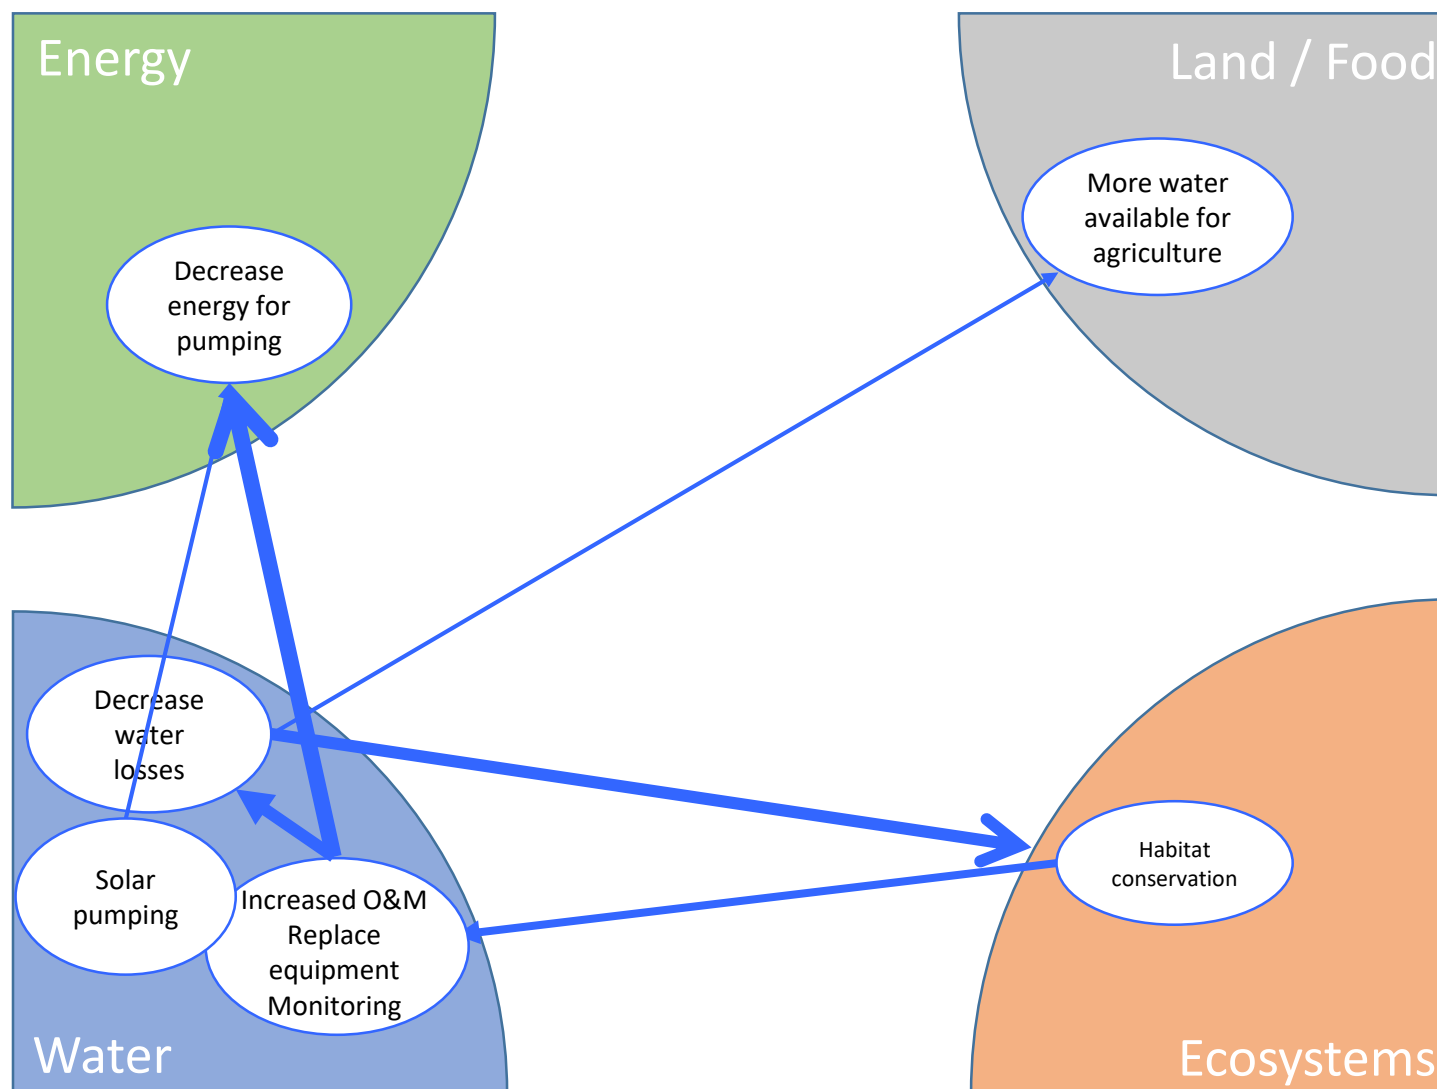 Energy
Land / Food
More water
available for
agriculture
Decrease
energy for
pumping
Decrease
water
losses
Solar
pumping
Increased O&M
Replace
equipment
Monitoring
Habitat
conservation
Water
Ecosystems